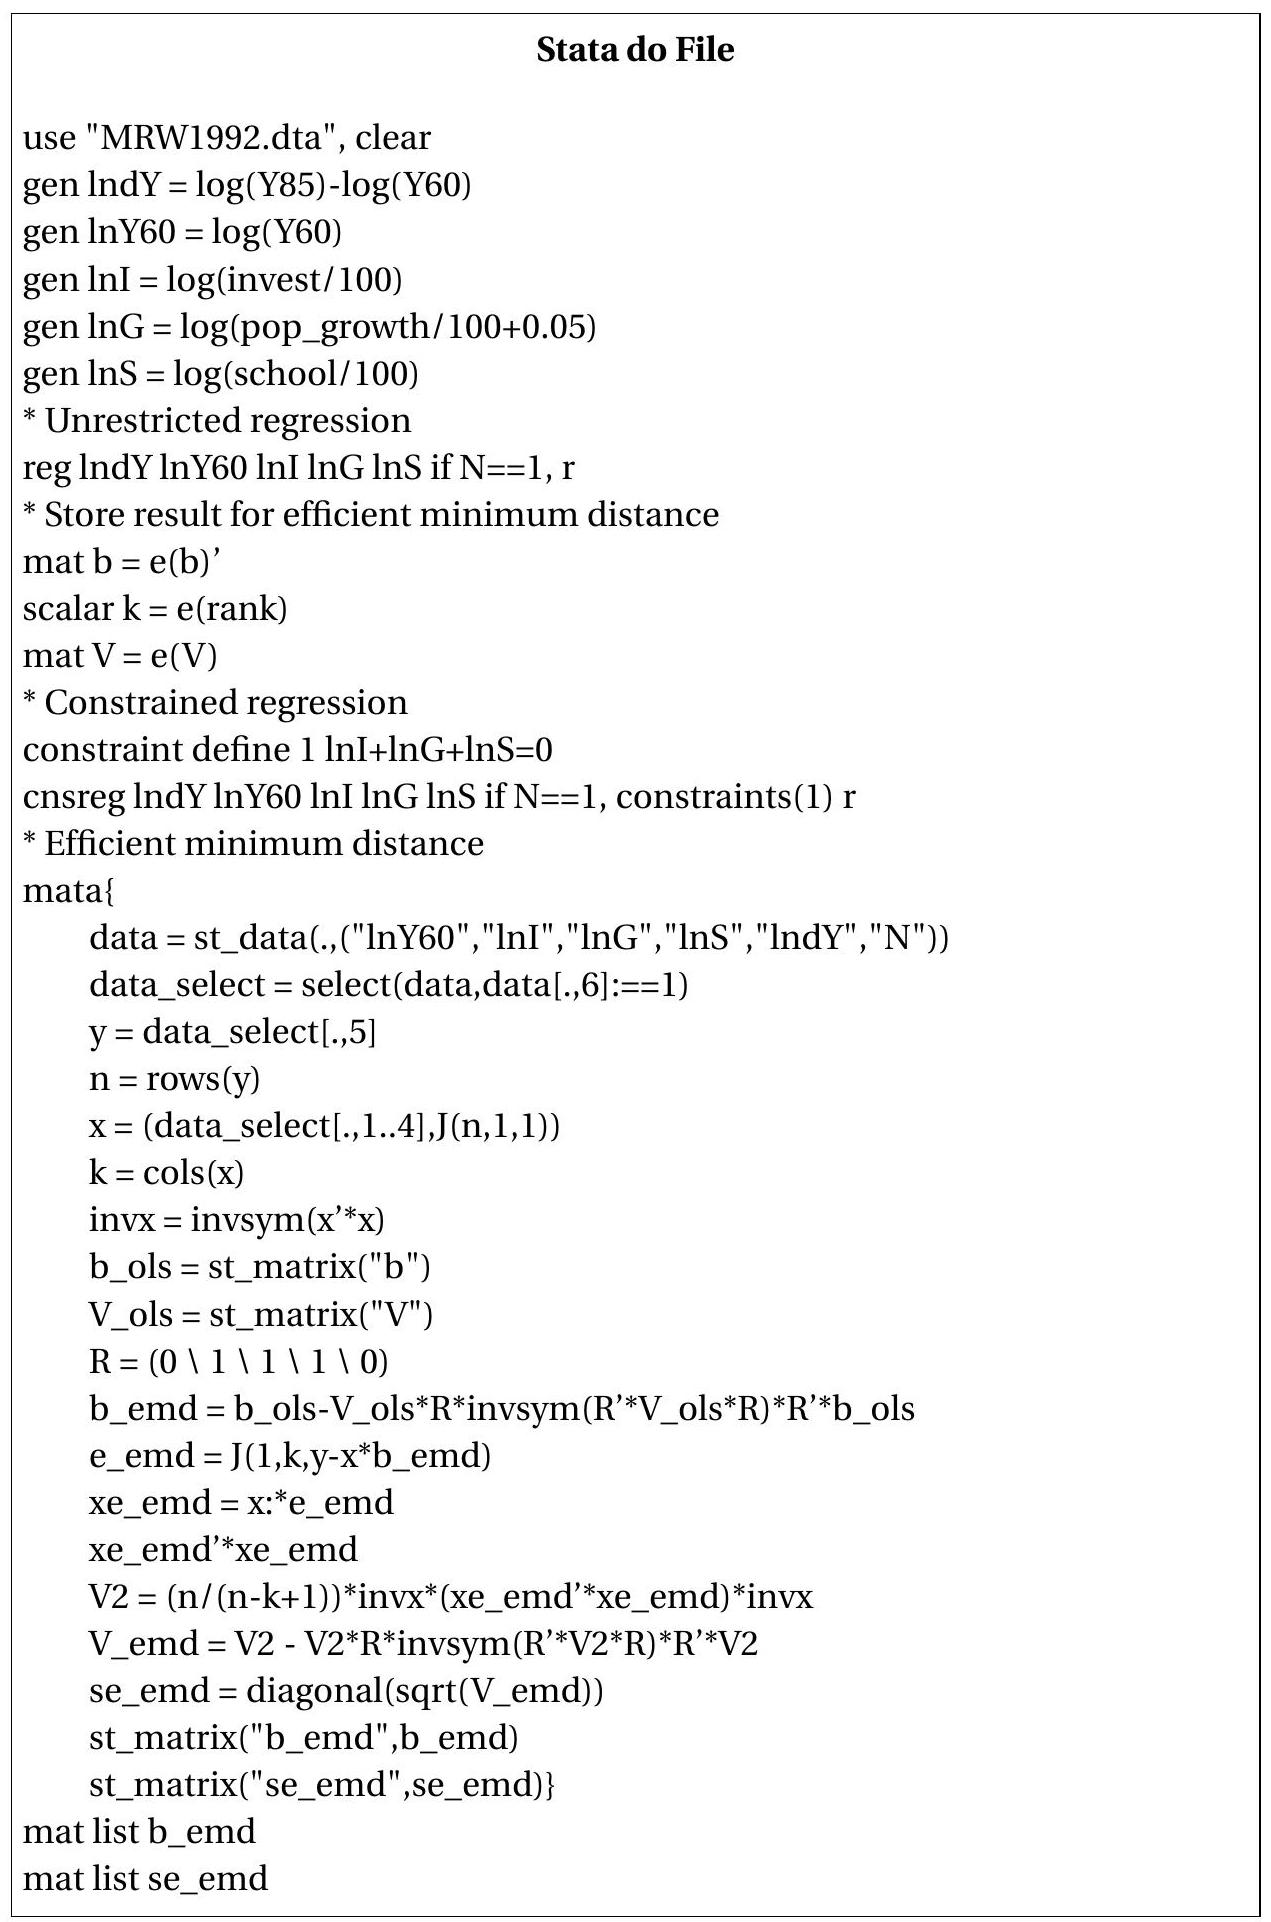 Stata do File
use "MRW1992.dta", clear
gen lndY = log(Y85)-log(Y60)
gen lnY60 = log(Y60)
gen lnI = log(invest/100)
gen lnG = log(pop_growth/100+0.05)
gen lnS = log(school/100)
* Unrestricted regression
reg lndY lnY60 lnI lnG lnS if N==1, r
* Store result for efficient minimum distance
mat b = e(b)’
scalar k = e(rank)
mat V = e(V)
* Constrained regression
constraint define 1 lnI+lnG+lnS=0
cnsreg lndY lnY60 lnI lnG lnS if N==1, constraints(1) r
* Efficient minimum distance
mata{
data = st_data(.,("lnY60","lnI","lnG","lnS","lndY","N"))
data_select = select(data,data[.,6]:==1)
y = data_select[.,5]
n = rows(y)
x = (data_select[.,1..4],J(n,1,1))
k = cols(x)
invx = invsym(x’*x)
b_ols = st_matrix("b")
V_ols = st_matrix("V")
R = (0 \ 1 \ 1 \ 1 \ 0)
b_emd = b_ols-V_ols*R*invsym(R’*V_ols*R)*R’*b_ols
e_emd = J(1,k,y-x*b_emd)
xe_emd = x:*e_emd
xe_emd’*xe_emd
V2 = (n/(n-k+1))*invx*(xe_emd’*xe_emd)*invx
V_emd = V2 - V2*R*invsym(R’*V2*R)*R’*V2
se_emd = diagonal(sqrt(V_emd))
st_matrix("b_emd",b_emd)
st_matrix("se_emd",se_emd)}
mat list b_emd
mat list se_emd